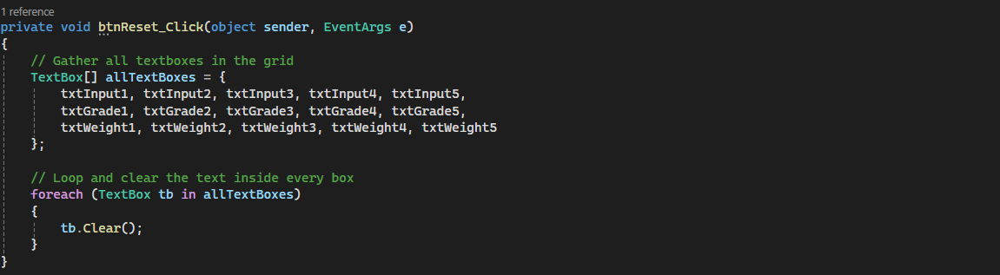 1 reference
private void btnReset_Click(object sender, EventArgs e)
{
    // Gather all textboxes in the grid
    TextBox[] allTextBoxes = {
        txtInput1, txtInput2, txtInput3, txtInput4, txtInput5,
        txtGrade1, txtGrade2, txtGrade3, txtGrade4, txtGrade5,
        txtWeight1, txtWeight2, txtWeight3, txtWeight4, txtWeight5
    };

    // Loop and clear the text inside every box
    foreach (TextBox tb in allTextBoxes)
    {
        tb.Clear();
    }
}